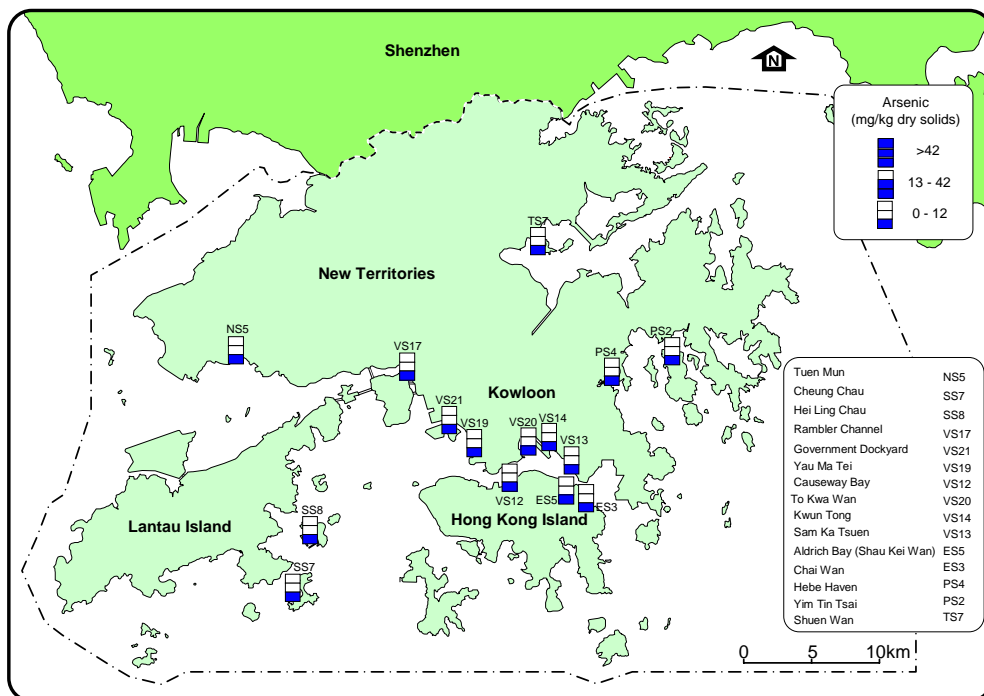 Shenzhen
N
Arsenic
(mg/kg dry solids)
>42
13 - 42
0 - 12
TS7
New Territories
NS5
VS17
PS2
PS4
Kowloon
VS21
VS19
VS20
VS14
VS13
VS12
ES5
ES3
Hong Kong Island
Lantau Island
SS8
SS7
Tuen Mun NS5
Cheung Chau SS7
Hei Ling Chau SS8
Rambler Channel VS17
Government Dockyard VS21
Yau Ma Tei VS19
Causeway Bay VS12
To Kwa Wan VS20
Kwun Tong VS14
Sam Ka Tsuen VS13
Aldrich Bay (Shau Kei Wan) ES5
Chai Wan ES3
Hebe Haven PS4
Yim Tin Tsai PS2
Shuen Wan TS7
0 5 10km